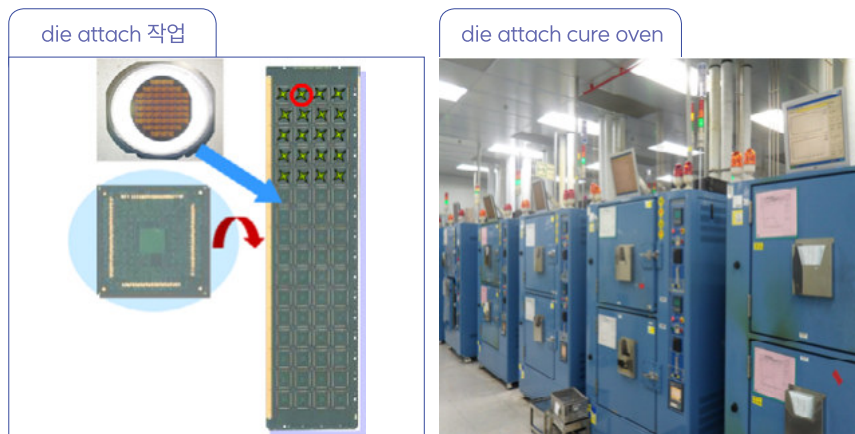 die attach 작업
die attach cure oven